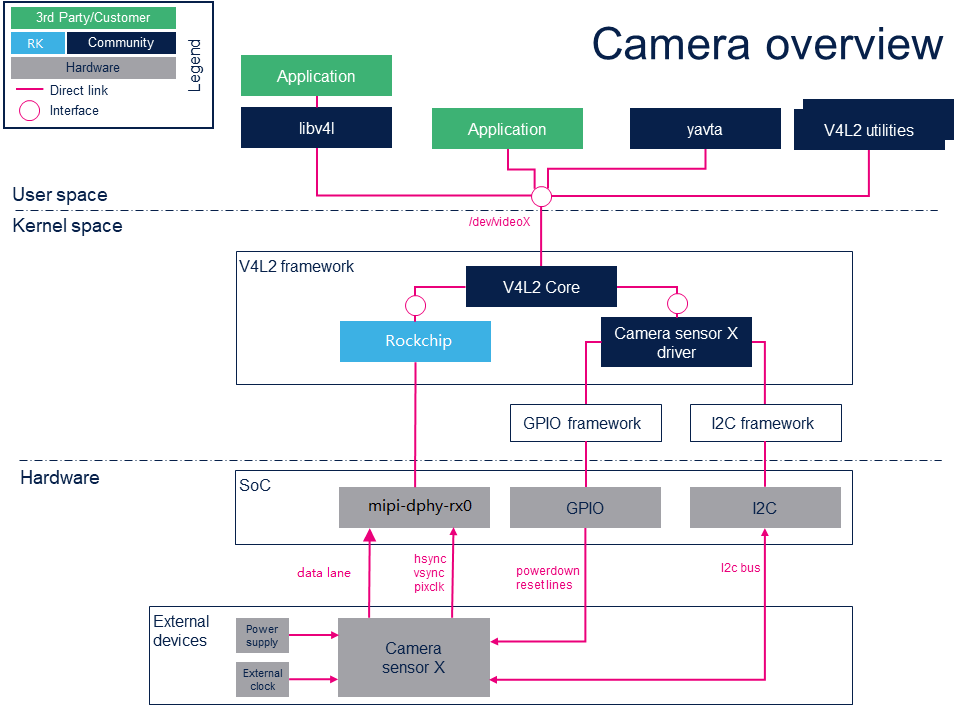 3rd Party/Customer
RK
Community
Hardware
Direct link
Interface
Legend
Camera overview
Application
libv4l
Application
yavta
V4L2 utilities
User space
Kernel space
/dev/videoX
V4L2 framework
V4L2 Core
Rockchip
Camera sensor X
driver
GPIO framework
I2C framework
Hardware
SoC
mipi-dphy-rx0
GPIO
I2C
data lane
hsync
vsync
pixclk
powerdown
reset lines
I2c bus
External
devices
Power
supply
External
clock
Camera
sensor X